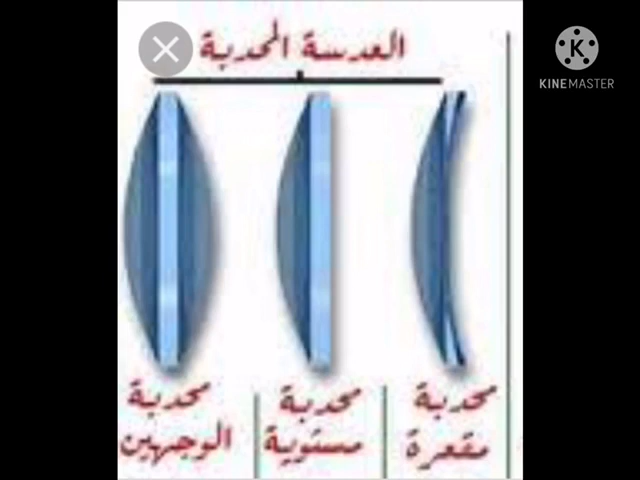 العدسة المحدبة
K
KINEMASTER
محدبة مقعرة
محدبة مستوية
محدبة الوجهين